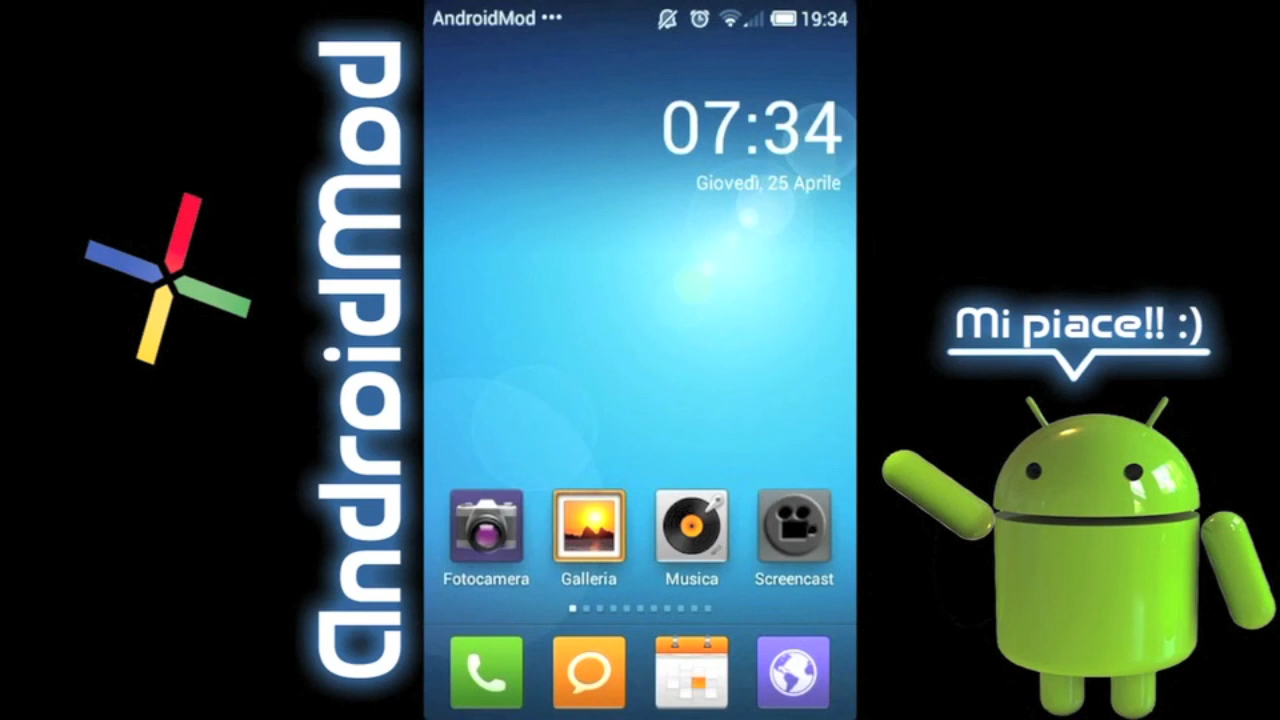 AndroidMod
AndroidMod ••• 19:34
07:34
Giovedì, 25 Aprile
Fotocamera Galleria Musica Screencast
Mi piace!! :)